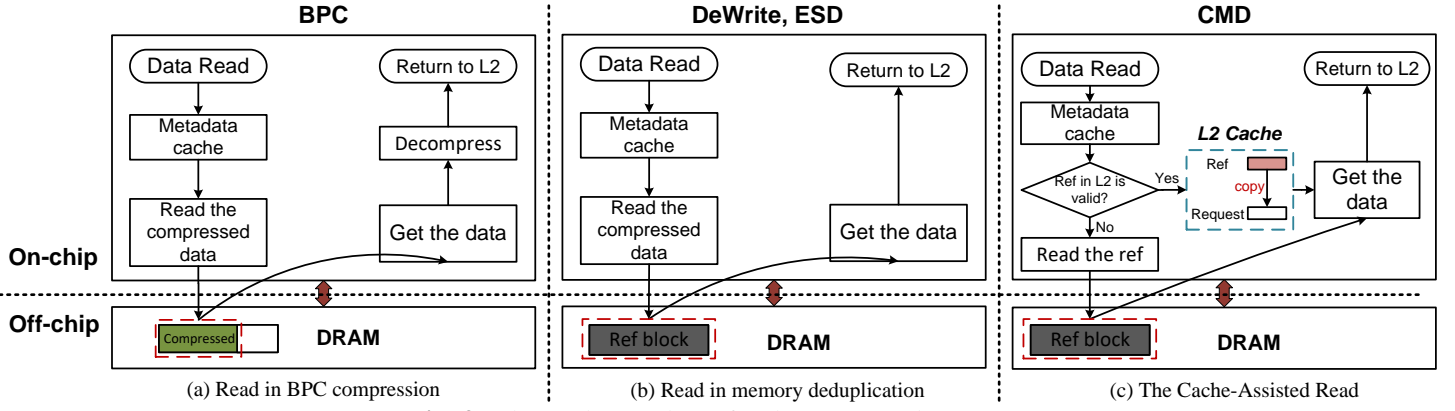 BPC
Data Read
Metadata
cache
Read the
compressed
data
Return to L2
Decompress
Get the data
DeWrite, ESD
Data Read
Metadata
cache
Read the
compressed
data
Return to L2
Get the data
CMD
Data Read
Metadata
cache
Ref in L2 is
valid?
Yes
No
Read the ref
L2 Cache
Ref
copy
Request
Return to L2
Get the
data
On-chip
Off-chip
Compressed
DRAM
Ref block
DRAM
Ref block
DRAM
(a) Read in BPC compression
(b) Read in memory deduplication
(c) The Cache-Assisted Read